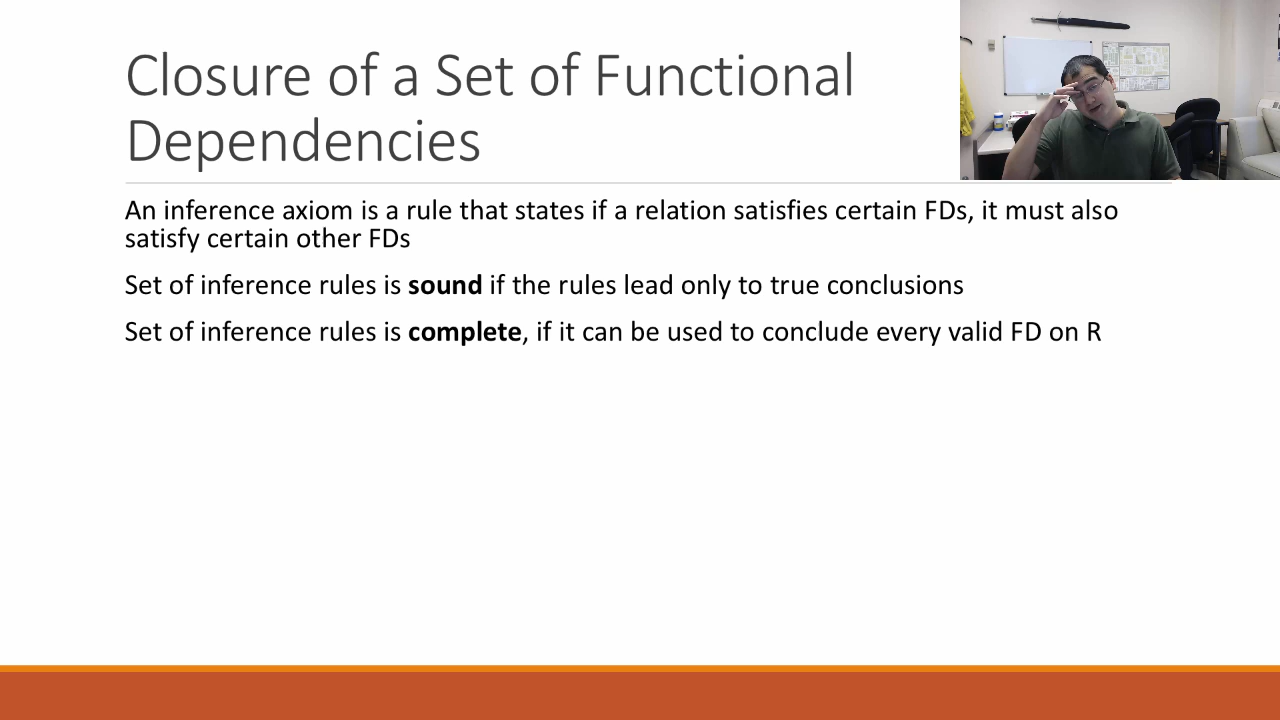 Closure of a Set of Functional
Dependencies
An inference axiom is a rule that states if a relation satisfies certain FDs, it must also
satisfy certain other FDs
Set of inference rules is sound if the rules lead only to true conclusions
Set of inference rules is complete, if it can be used to conclude every valid FD on R